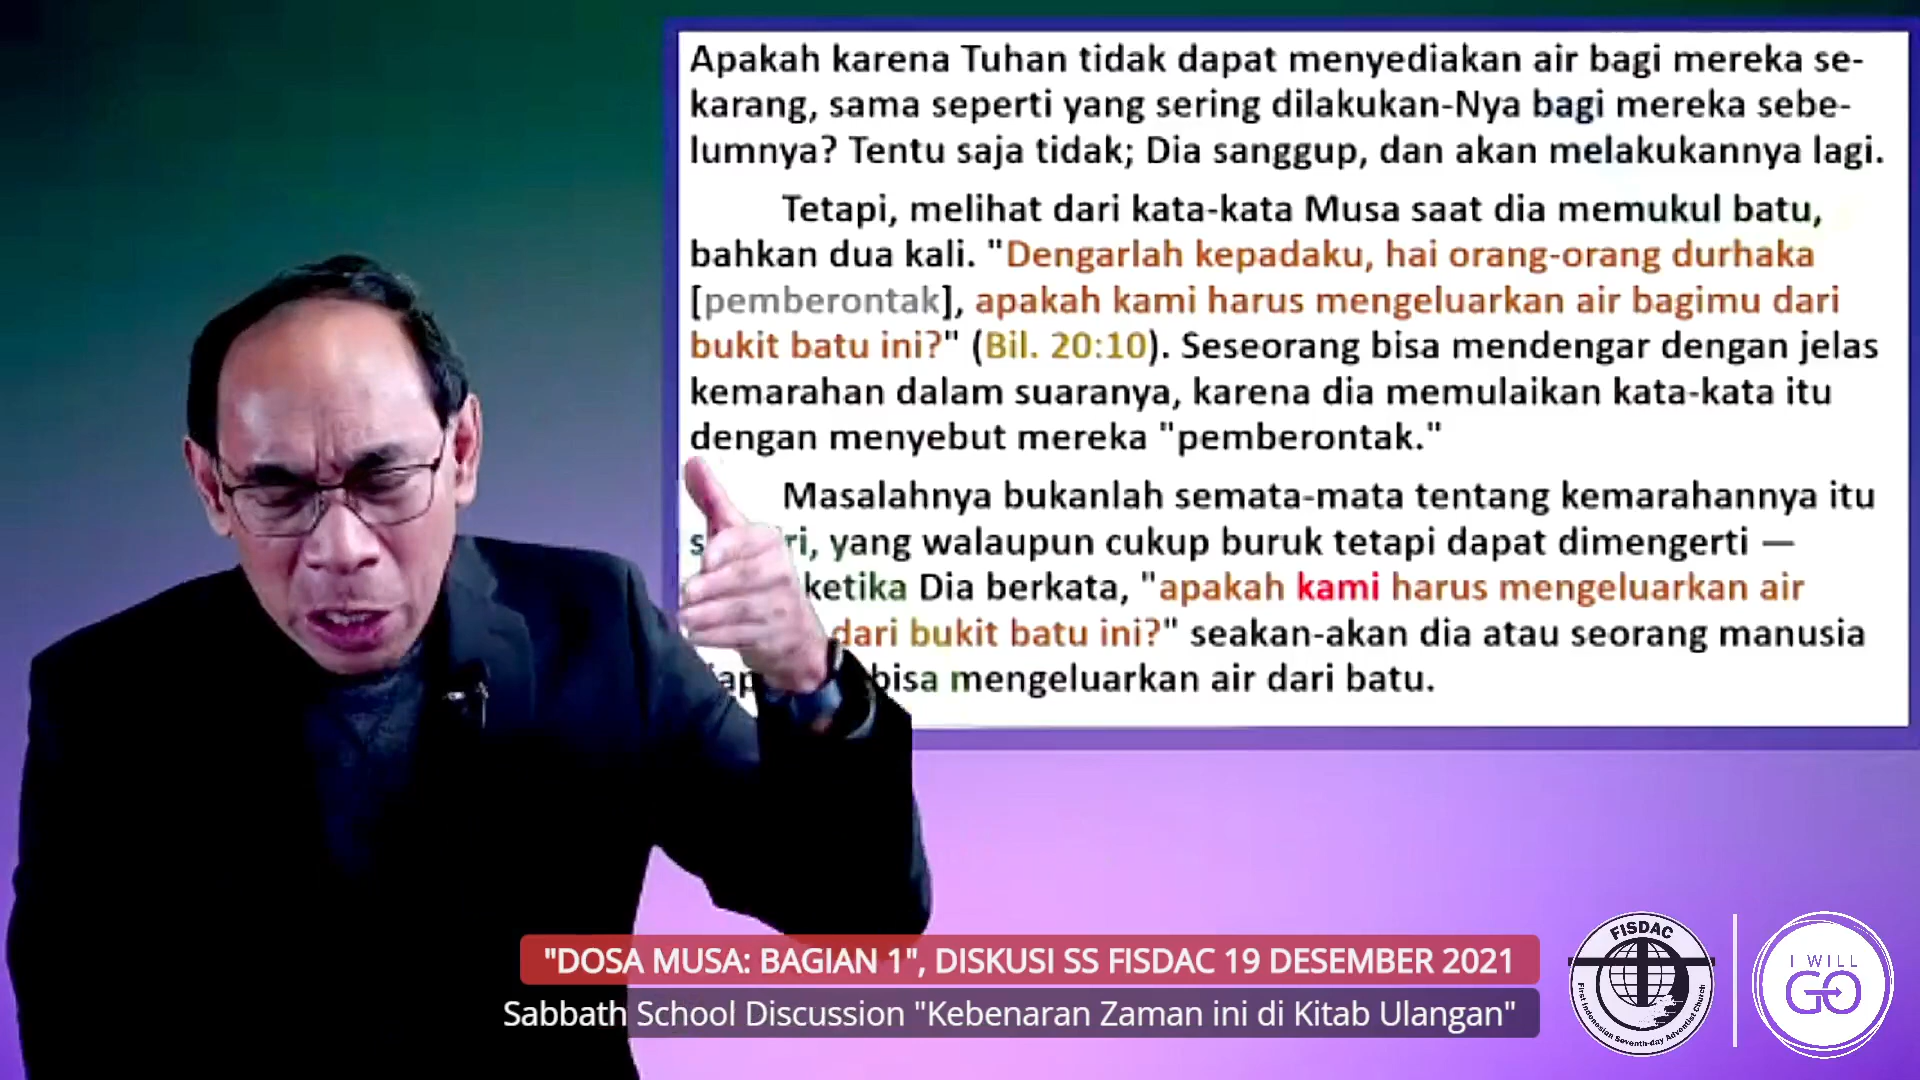 Apakah karena Tuhan tidak dapat menyediakan air bagi mereka se-
karang, sama seperti yang sering dilakukan-Nya bagi mereka sebe-
lumnya? Tentu saja tidak; Dia sanggup, dan akan melakukannya lagi.
Tetapi, melihat dari kata-kata Musa saat dia memukul batu,
bahkan dua kali. "Dengarlah kepadaku, hai orang-orang durhaka
[pemberontak], apakah kami harus mengeluarkan air bagimu dari
bukit batu ini?" (Bil. 20:10). Seseorang bisa mendengar dengan jelas
kemarahan dalam suaranya, karena dia memulaikan kata-kata itu
dengan menyebut mereka "pemberontak."
Masalahnya bukanlah semata-mata tentang kemarahannya itu
yang walaupun cukup buruk tetapi dapat dimengerti —
ketika Dia berkata, "apakah kami harus mengeluarkan air
dari bukit batu ini?" seakan-akan dia atau seorang manusia
bisa mengeluarkan air dari batu.
"DOSA MUSA: BAGIAN 1", DISKUSI SS FISDAC 19 DESEMBER 2021
Sabbath School Discussion "Kebenaran Zaman ini di Kitab Ulangan"
FISDAC
First Indonesian Seventh-day Adventist Church
I WILL
GO